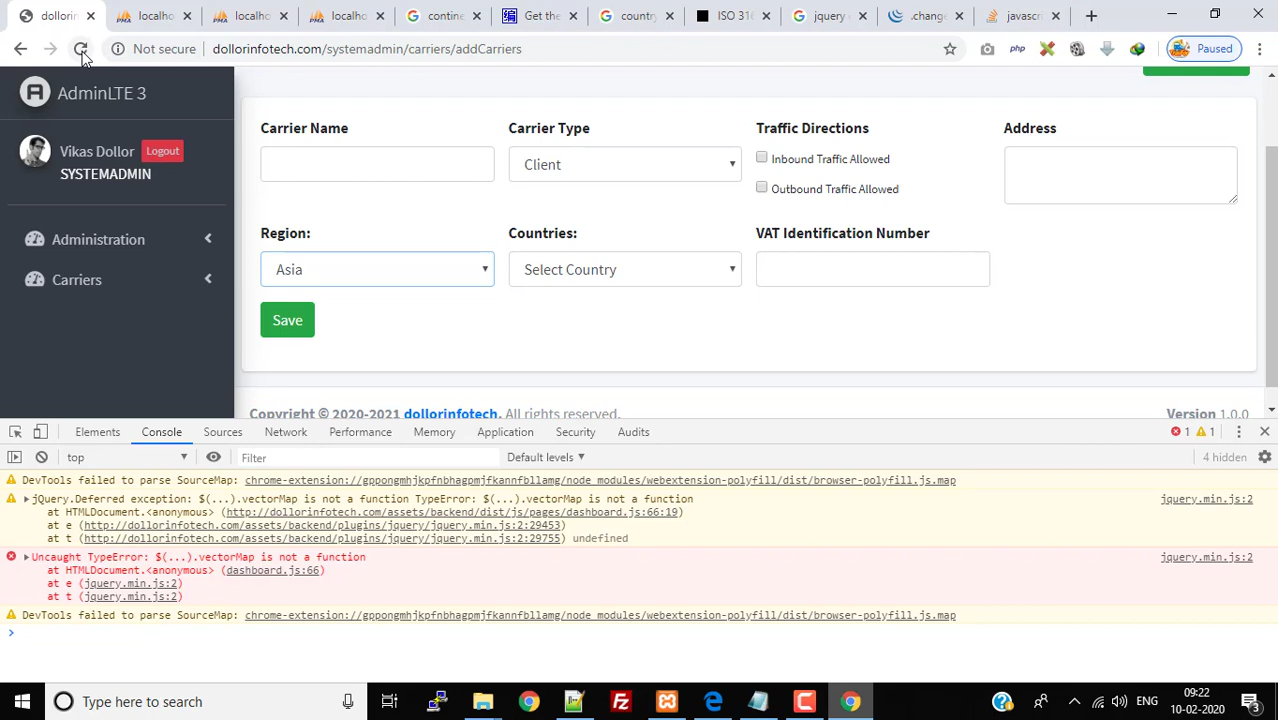 dollorin
localho
localho
localho
contine
Get the
country
ISO 316
jquery
.change
javascri
Not secure
dollorinfotech.com/systemadmin/carriers/addCarriers
php
Paused
AdminLTE 3
Vikas Dollor
Logout
SYSTEMADMIN
Administration
Carriers
Carrier Name
Carrier Type
Traffic Directions
Address
Client
Inbound Traffic Allowed
Outbound Traffic Allowed
Region:
Countries:
VAT Identification Number
Asia
Select Country
Save
Copyright © 2020-2021 dollorinfotech. All rights reserved.
Version 1.0.0
Elements
Console
Sources
Network
Performance
Memory
Application
Security
Audits
1
1
top
Filter
Default levels
4 hidden
DevTools failed to parse SourceMap: chrome-extension://gppongmhjkpfnbhagpmjfkannfbllamg/node_modules/webextension-polyfill/dist/browser-polyfill.js.map
jQuery.Deferred exception: $(...).vectorMap is not a function TypeError: $(...).vectorMap is not a function jquery.min.js:2
at HTMLDocument.<anonymous> (http://dollorinfotech.com/assets/backend/dist/js/pages/dashboard.js:66:19)
at e (http://dollorinfotech.com/assets/backend/plugins/jquery/jquery.min.js:2:29453)
at t (http://dollorinfotech.com/assets/backend/plugins/jquery/jquery.min.js:2:29755) undefined
Uncaught TypeError: $(...).vectorMap is not a function jquery.min.js:2
at HTMLDocument.<anonymous> (dashboard.js:66)
at e (jquery.min.js:2)
at t (jquery.min.js:2)
DevTools failed to parse SourceMap: chrome-extension://gppongmhjkpfnbhagpmjfkannfbllamg/node_modules/webextension-polyfill/dist/browser-polyfill.js.map
Type here to search
ENG
09:22
10-02-2020
3